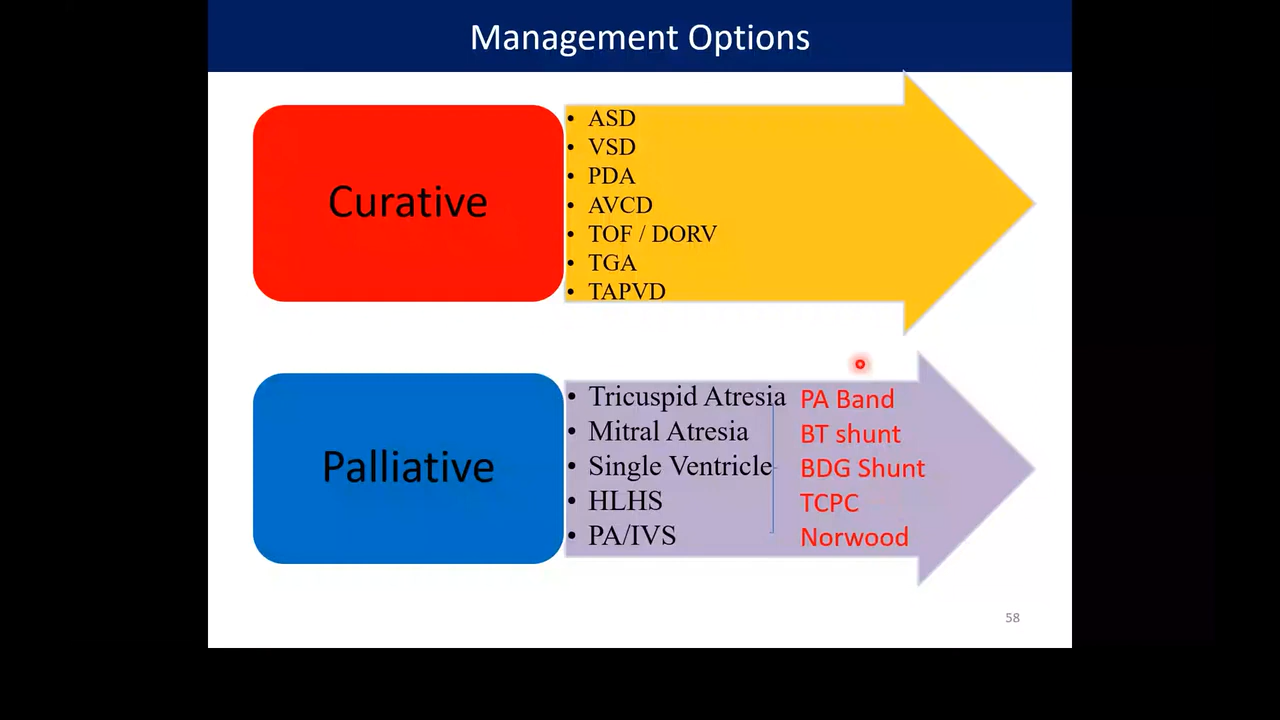 Management Options
Curative
• ASD
• VSD
• PDA
• AVCD
• TOF / DORV
• TGA
• TAPVD
Palliative
• Tricuspid Atresia
• Mitral Atresia
• Single Ventricle
• HLHS
• PA/IVS
PA Band
BT shunt
BDG Shunt
TCPC
Norwood
58